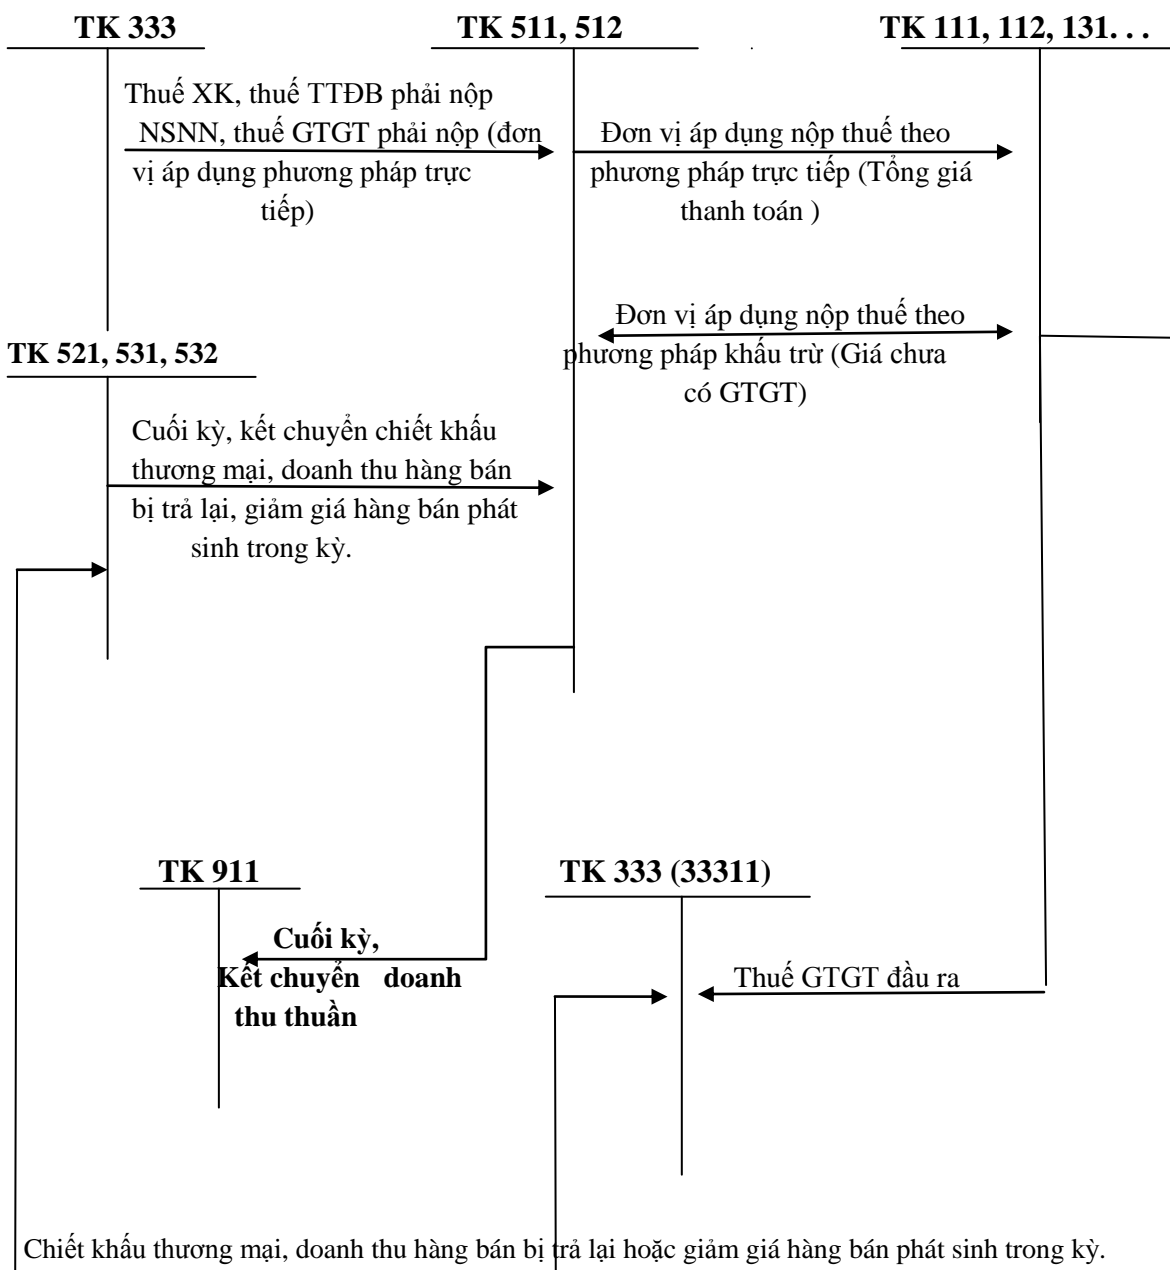 TK 333
TK 511, 512
TK 111, 112, 131. . .
Thuế XK, thuế TTĐB phải nộp
NSNN, thuế GTGT phải nộp (đơn
vị áp dụng phương pháp trực
tiếp)
Đơn vị áp dụng nộp thuế theo
phương pháp trực tiếp (Tổng giá
thanh toán )
Đơn vị áp dụng nộp thuế theo
phương pháp khấu trừ (Giá chưa
có GTGT)
TK 521, 531, 532
Cuối kỳ, kết chuyển chiết khấu
thương mại, doanh thu hàng bán
bị trả lại, giảm giá hàng bán phát
sinh trong kỳ.
TK 911
TK 333 (33311)
Cuối kỳ,
Kết chuyển doanh
thu thuần
Thuế GTGT đầu ra
Chiết khấu thương mại, doanh thu hàng bán bị trả lại hoặc giảm giá hàng bán phát sinh trong kỳ.